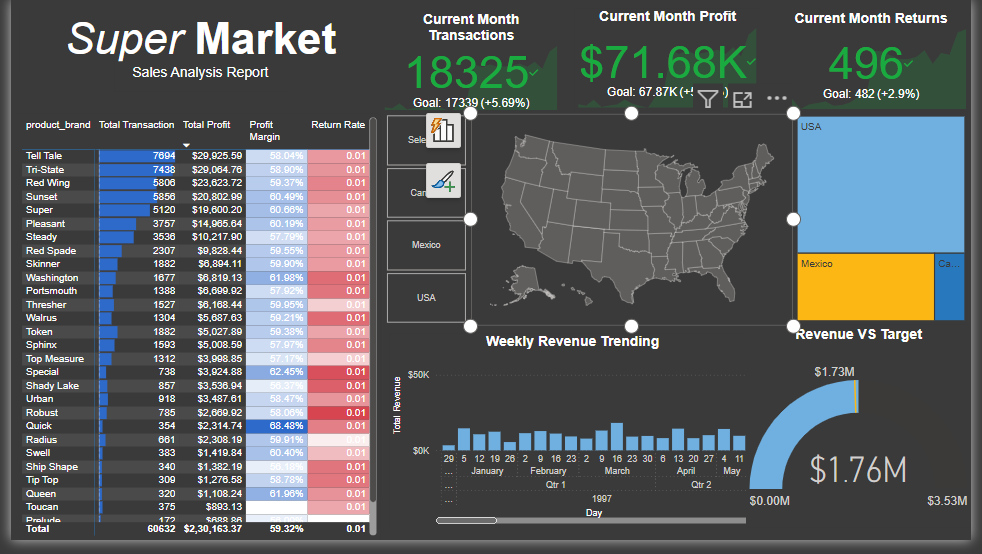 Super Market
Sales Analysis Report
Current Month
Transactions
18325
Goal: 17339 (+5.69%)
Current Month Profit
$71.68K
Goal: 67.87K
Current Month Returns
496
Goal: 482 (+2.9%)
product_brand Total Transaction Total Profit Profit Margin Return Rate
Tell Tale 7694 $29,925.59 58.04% 0.01
Tri-State 7438 $29,064.76 58.90% 0.01
Red Wing 5806 $23,623.72 59.37% 0.01
Sunset 5856 $20,802.99 60.49% 0.01
Super 5120 $19,600.20 60.66% 0.01
Pleasant 3757 $14,965.64 60.19% 0.01
Steady 3536 $10,217.90 57.79% 0.01
Red Spade 2307 $9,828.44 59.55% 0.01
Skinner 1882 $6,894.11 59.90% 0.01
Washington 1677 $6,819.13 61.98% 0.01
Portsmouth 1388 $6,699.92 57.92% 0.01
Thresher 1527 $6,168.44 59.95% 0.01
Walrus 1304 $5,687.63 59.21% 0.01
Token 1882 $5,027.89 59.38% 0.01
Sphinx 1593 $5,008.59 57.97% 0.01
Top Measure 1312 $3,998.85 57.17% 0.01
Special 738 $3,924.88 62.45% 0.01
Shady Lake 857 $3,536.94 56.37% 0.01
Urban 918 $3,487.61 58.47% 0.01
Robust 785 $2,669.92 58.06% 0.01
Quick 354 $2,314.74 68.48% 0.01
Radius 661 $2,308.19 59.91% 0.01
Swell 383 $1,419.84 60.40% 0.01
Ship Shape 340 $1,382.19 56.18% 0.01
Tip Top 309 $1,276.58 58.78% 0.01
Queen 320 $1,108.24 61.96% 0.01
Toucan 375 $893.13 0.01
Prelude 172 $688.86
Total 60632 $2,30,163.37 59.32% 0.01
Sele
Can
Mexico
USA
USA
Mexico
Ca...
Weekly Revenue Trending
Total Revenue
$50K
$0K
29 5 12 19 26 2 9 16 23 2 9 16 23 30 6 13 20 27 4 11
... January February March April May
... Qtr 1 Qtr 2
... 1997
Day
Revenue VS Target
$1.73M
$1.76M
$0.00M
$3.53M